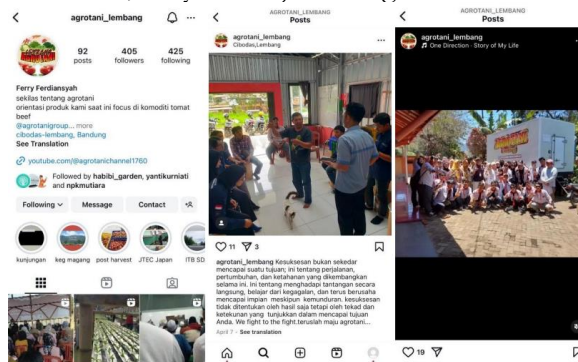 agrotani_lembang
92
posts
405
followers
425
following
Ferry Ferdiansyah
sekilas tentang agrotani
orientasi produk kami saat ini focus di komoditi tomat
beef
@agrotanigroup... more
cibodas-lembang, Bandung
See Translation
youtube.com/@agrotanichannel1760
Followed by habibi_garden, yantikurniati
and npkmutiara
Following
Message
Contact
kunjungan
keg magang
post harvest
JTEC Japan
ITB SD
AGROTANI_LEMBANG
Posts
agrotani_lembang
Cibodas,Lembang
11
3
agrotani_lembang Kesuksesan bukan sekedar
mencapai suatu tujuan; ini tentang perjalanan,
pertumbuhan, dan ketahanan yang dikembangkan
selama ini. ini tentang menghadapi tantangan secara
langsung, belajar dari kegagalan, dan terus berusaha
mencapai impian meskipun kemunduran. kesuksesan
tidak ditentukan oleh hasil saja tetapi oleh tekad dan
ketekunan yang tunjukkan dalam mencapai tujuan
Anda. We fight to the fight.teruslah maju agrotani...
April 7 · See translation
AGROTANI_LEMBANG
Posts
agrotani_lembang
One Direction · Story of My Life
19